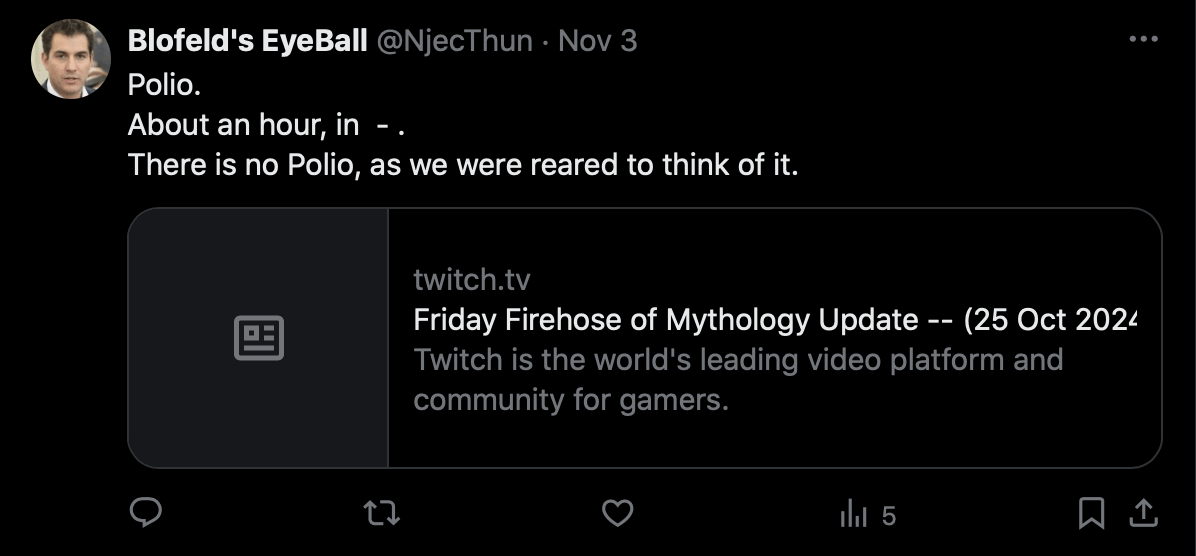 Blofeld's EyeBall @NjecThun · Nov 3
Polio.
About an hour, in - .
There is no Polio, as we were reared to think of it.
twitch.tv
Friday Firehose of Mythology Update -- (25 Oct 2024
Twitch is the world's leading video platform and
community for gamers.
5